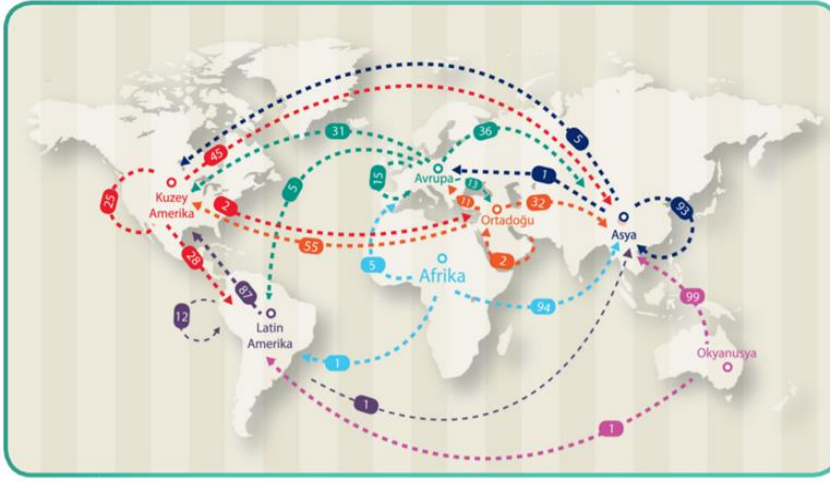 5
31
36
45
1
Avrupa
13
15
5
Kuzey
Amerika
25
2
11
32
Ortadoğu
93
Asya
55
2
28
5
Afrika
87
94
99
12
Latin
Amerika
1
Okyanusya
1
1